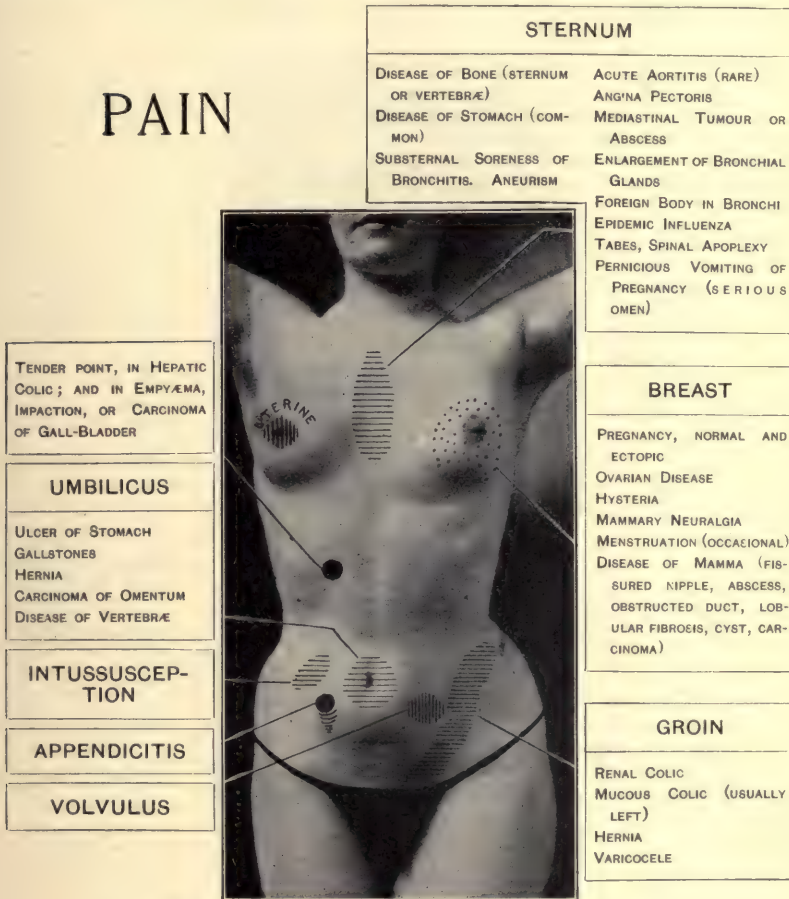 PAIN
STERNUM
DISEASE OF BONE (STERNUM
OR VERTEBRÆ)
DISEASE OF STOMACH (COM-
MON)
SUBSTERNAL SORENESS OF
BRONCHITIS. ANEURISM
ACUTE AORTITIS (RARE)
ANGINA PECTORIS
MEDIASTINAL TUMOUR OR
ABSCESS
ENLARGEMENT OF BRONCHIAL
GLANDS
FOREIGN BODY IN BRONCHI
EPIDEMIC INFLUENZA
TABES, SPINAL APOPLEXY
PERNICIOUS VOMITING OF
PREGNANCY (SERIOUS
OMEN)
TENDER POINT, IN HEPATIC
COLIC; AND IN EMPYÆMA,
IMPACTION, OR CARCINOMA
OF GALL-BLADDER
UMBILICUS
ULCER OF STOMACH
GALLSTONES
HERNIA
CARCINOMA OF OMENTUM
DISEASE OF VERTEBRÆ
INTUSSUSCEP-
TION
APPENDICITIS
VOLVULUS
UTERINE
BREAST
PREGNANCY, NORMAL AND
ECTOPIC
OVARIAN DISEASE
HYSTERIA
MAMMARY NEURALGIA
MENSTRUATION (OCCASIONAL)
DISEASE OF MAMMA (FIS-
SURED NIPPLE, ABSCESS,
OBSTRUCTED DUCT, LOB-
ULAR FIBROSIS, CYST, CAR-
CINOMA)
GROIN
RENAL COLIC
MUCOUS COLIC (USUALLY
LEFT)
HERNIA
VARICOCELE